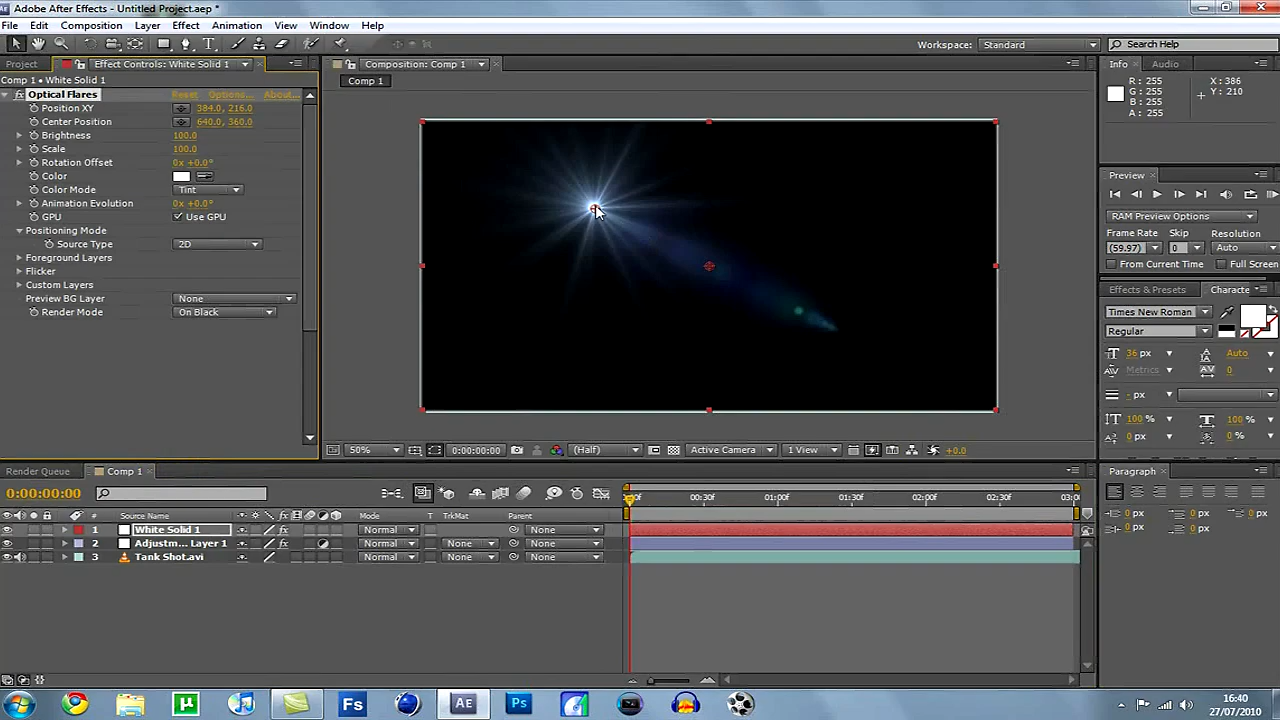 Adobe After Effects - Untitled Project.aep *
File Edit Composition Layer Effect Animation View Window Help
Workspace: Standard Search Help
Project Effect Controls: White Solid 1 Composition: Comp 1 Info Audio
Comp 1 • White Solid 1 Comp 1
Optical Flares Reset Options... About...
Position XY 384.0, 216.0
Center Position 640.0, 360.0
Brightness 100.0
Scale 100.0
Rotation Offset 0x +0.0°
Color
Color Mode Tint
Animation Evolution 0x +0.0°
GPU Use GPU
Positioning Mode
Source Type 2D
Foreground Layers
Flicker
Custom Layers
Preview BG Layer None
Render Mode On Black
R: 255 X: 386
G: 255 Y: 210
B: 255
A: 255
Preview
RAM Preview Options
Frame Rate Skip Resolution
(59.97) 0 Auto
From Current Time Full Screen
Effects & Presets Characte
Times New Roman
Regular
36 px Auto
Metrics 0
- px
100 % 100 %
0 px 0 %
50% 0:00:00:00 (Half) Active Camera 1 View +0.0
Render Queue Comp 1 Paragraph
0:00:00:00 00:30f 01:00f 01:30f 02:00f 02:30f 03:0
# Source Name Mode T TrkMat Parent
1 White Solid 1 Normal None
2 Adjustm... Layer 1 Normal None None
3 Tank Shot.avi Normal None None
0 px 0 px 0 px
0 px 0 px
Fs AE Ps
16:40
27/07/2010